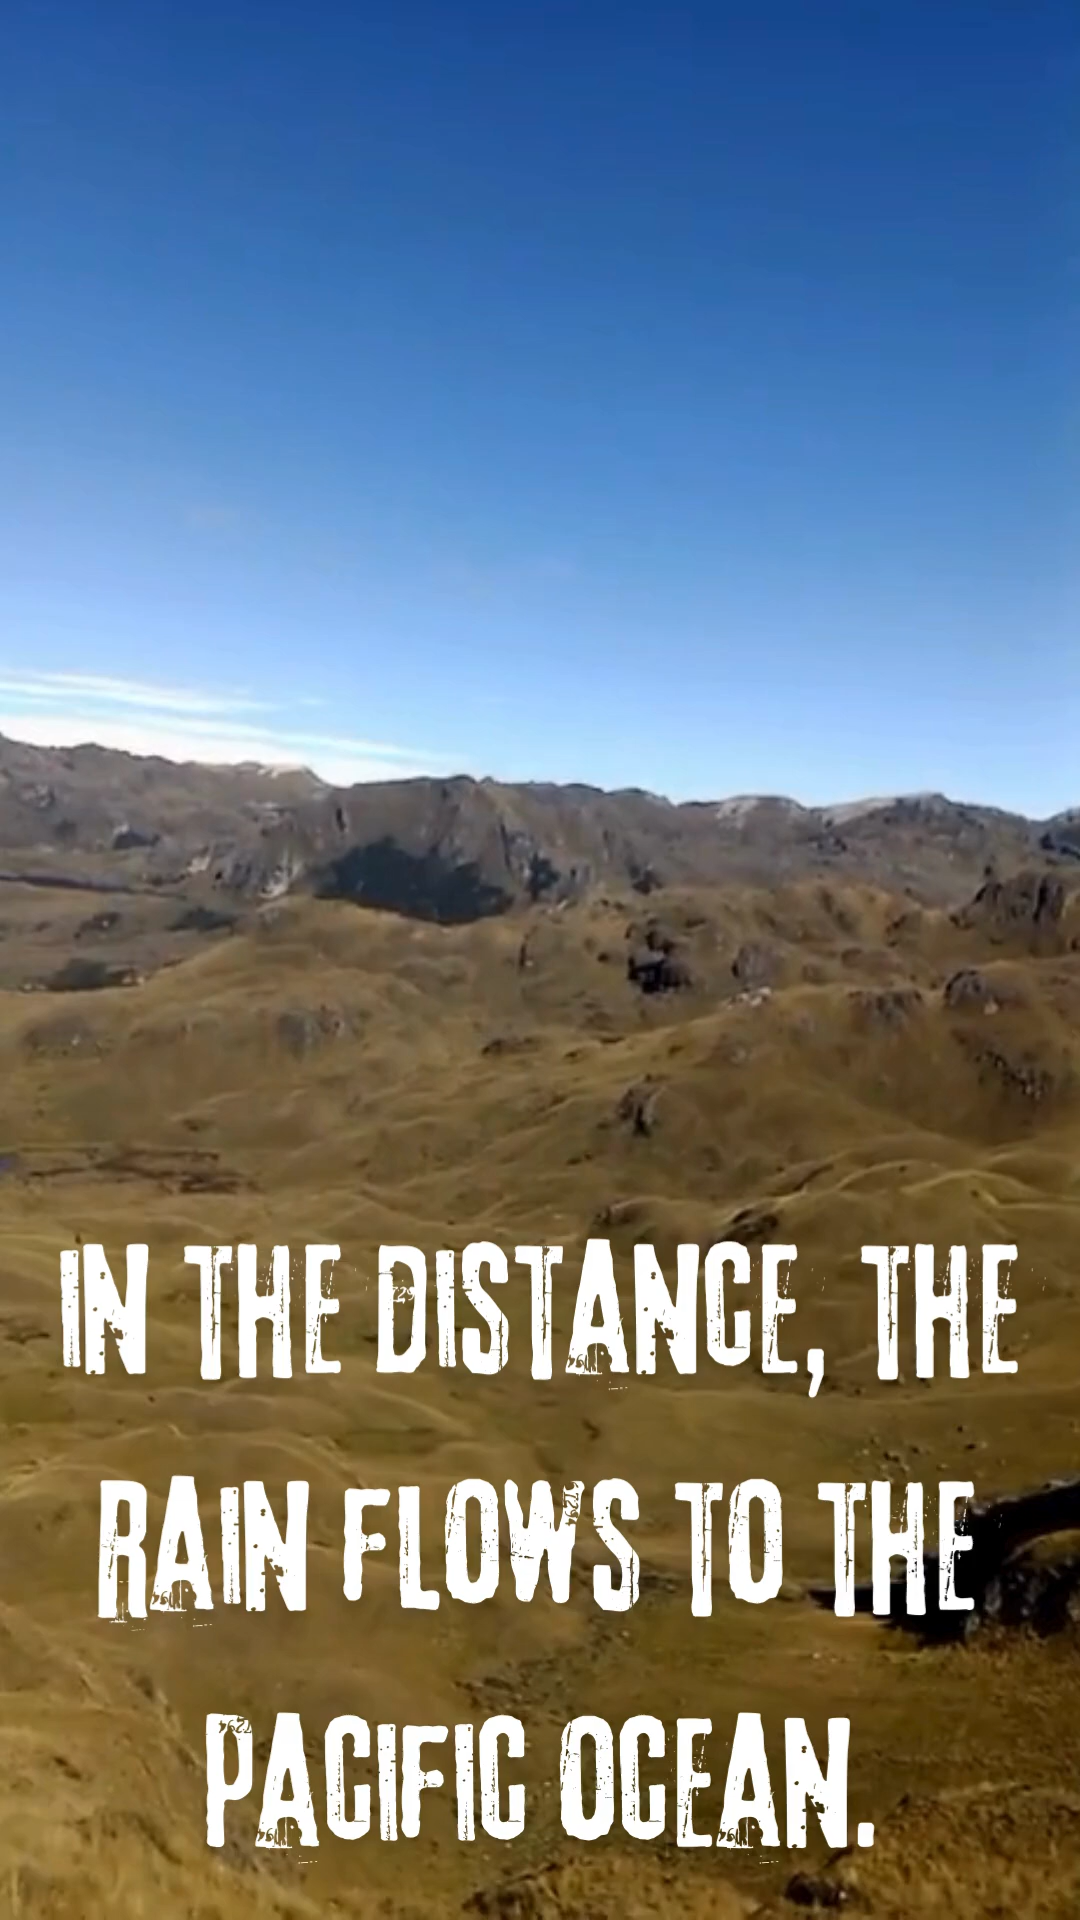 IN THE DISTANCE, THE
RAIN FLOWS TO THE
PACIFIC OCEAN.